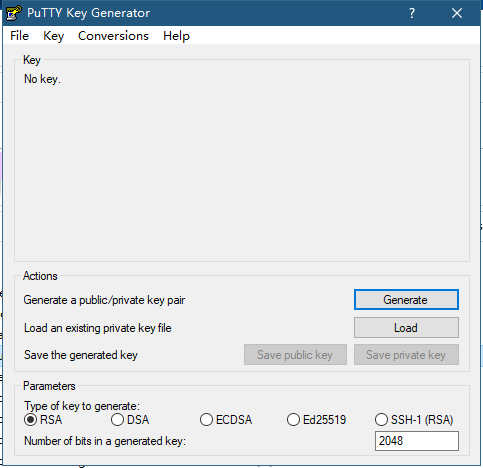 PuTTY Key Generator ?
File Key Conversions Help
Key
No key.
Actions
Generate a public/private key pair Generate
Load an existing private key file Load
Save the generated key Save public key Save private key
Parameters
Type of key to generate:
RSA DSA ECDSA Ed25519 SSH-1 (RSA)
Number of bits in a generated key: 2048